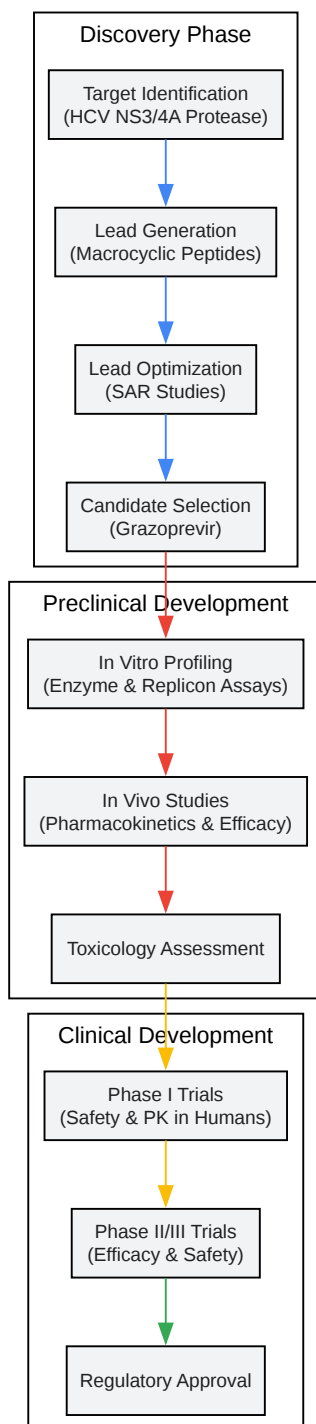 Discovery Phase
Target Identification
(HCV NS3/4A Protease)
Lead Generation
(Macrocyclic Peptides)
Lead Optimization
(SAR Studies)
Candidate Selection
(Grazoprevir)
Preclinical Development
In Vitro Profiling
(Enzyme & Replicon Assays)
In Vivo Studies
(Pharmacokinetics & Efficacy)
Toxicology Assessment
Clinical Development
Phase I Trials
(Safety & PK in Humans)
Phase II/III Trials
(Efficacy & Safety)
Regulatory Approval